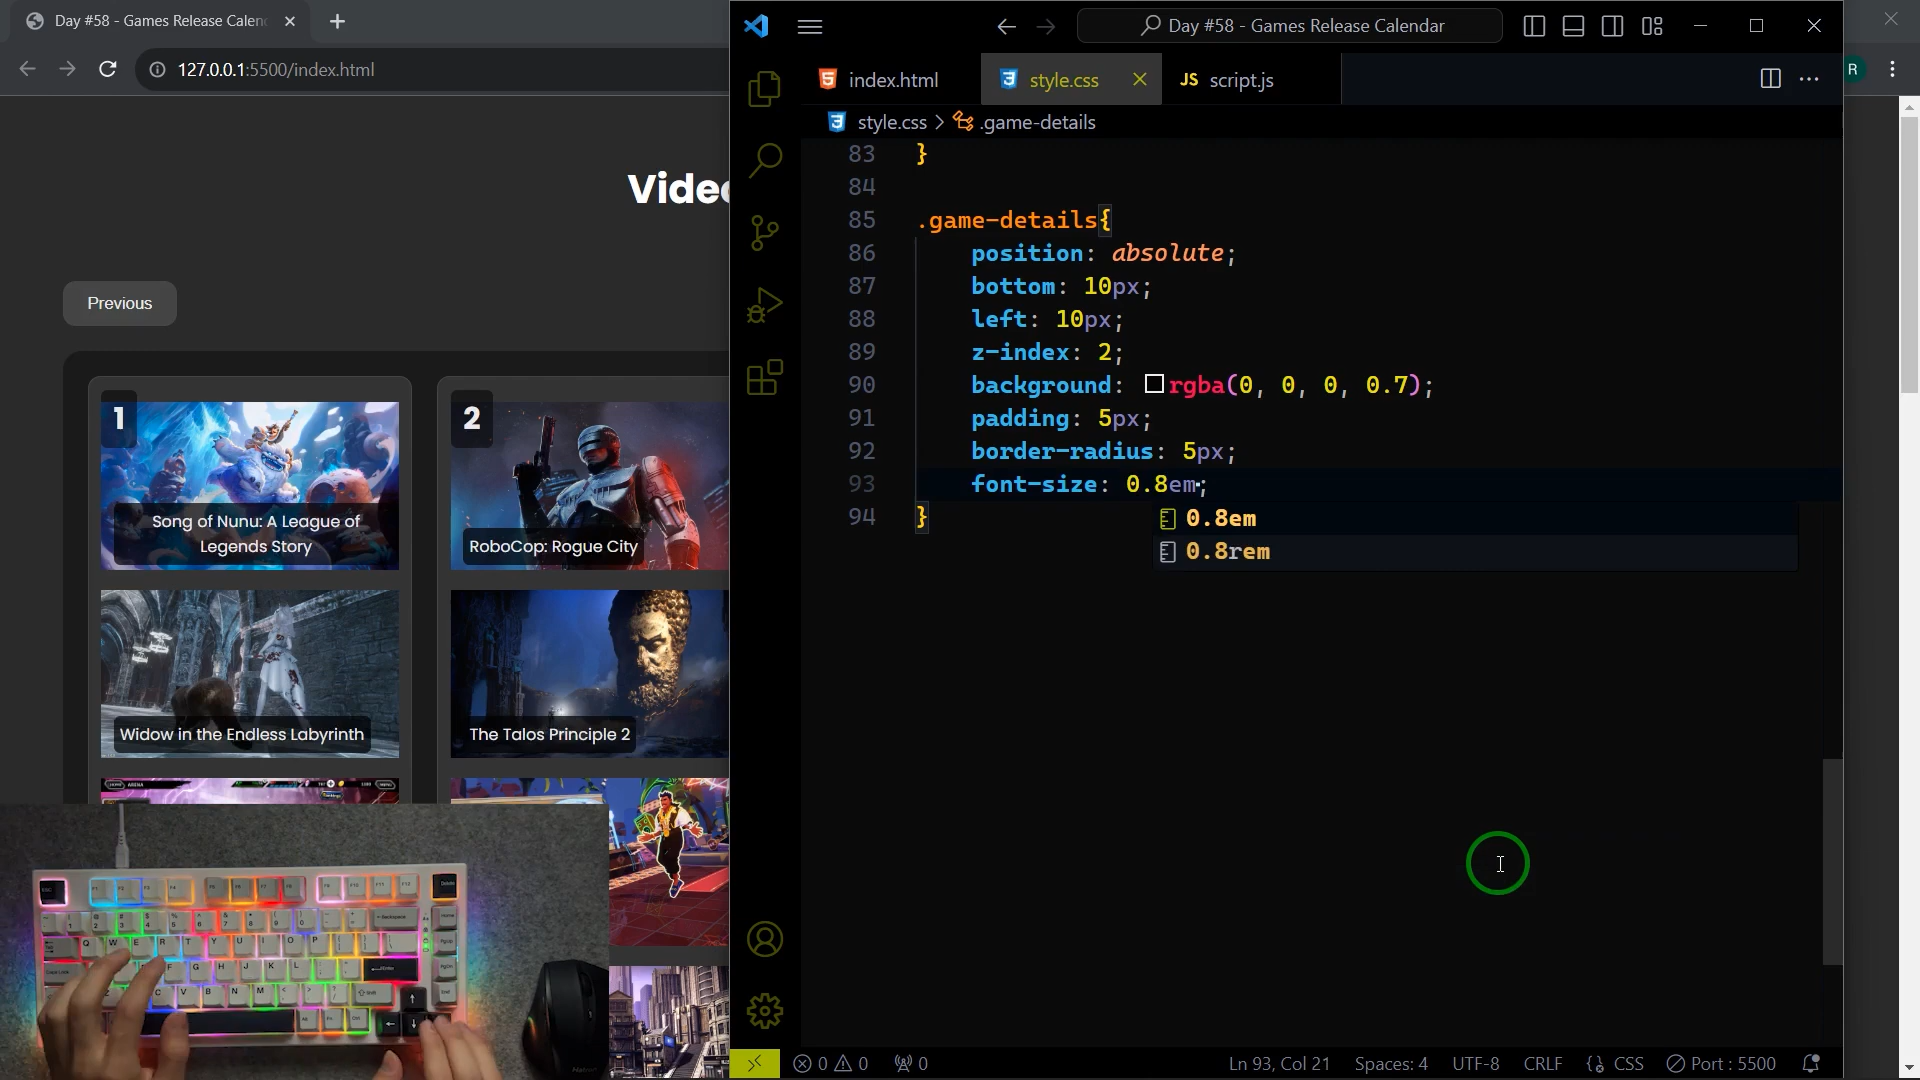 Day #58 - Games Release Calen
127.0.0.1:5500/index.html
Video
Previous
1
Song of Nunu: A League of
Legends Story
Widow in the Endless Labyrinth
2
RoboCop: Rogue City
The Talos Principle 2
Day #58 - Games Release Calendar
index.html
style.css
JS script.js
style.css > .game-details
83 }
84
85 .game-details{
86 position: absolute;
87 bottom: 10px;
88 left: 10px;
89 z-index: 2;
90 background: rgba(0, 0, 0, 0.7);
91 padding: 5px;
92 border-radius: 5px;
93 font-size: 0.8em;
94 }
0.8em
0.8rem
R
0 0 0
Ln 93, Col 21 Spaces: 4 UTF-8 CRLF {} CSS Port : 5500